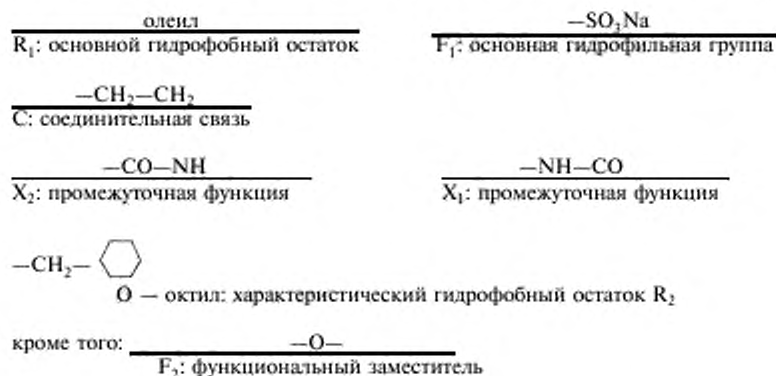 олеил —SO₃Na
R₁: основной гидрофобный остаток F₁: основная гидрофильная группа
—CH₂—CH₂
C: соединительная связь
—CO—NH —NH—CO
X₂: промежуточная функция X₁: промежуточная функция
—CH₂—
O — октил: характеристический гидрофобный остаток R₂
кроме того: —O—
F₂: функциональный заместитель